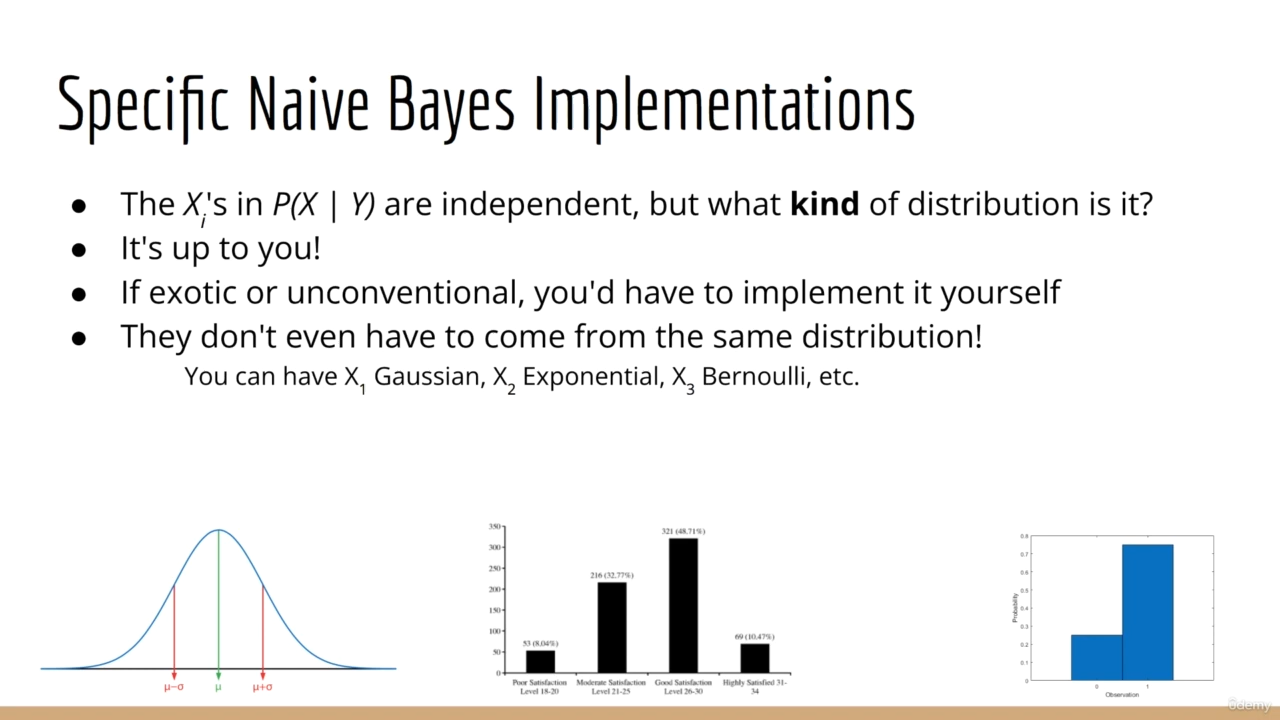 Specific Naive Bayes Implementations
● The Xᵢ's in P(X | Y) are independent, but what kind of distribution is it?
● It's up to you!
● If exotic or unconventional, you'd have to implement it yourself
● They don't even have to come from the same distribution!
You can have X₁ Gaussian, X₂ Exponential, X₃ Bernoulli, etc.
μ−σ μ μ+σ
350
300
250
200
150
100
50
0
53 (8.04%)
216 (32.77%)
321 (48.71%)
69 (10.47%)
Poor Satisfaction
Level 18-20
Moderate Satisfaction
Level 21-25
Good Satisfaction
Level 26-30
Highly Satisfied 31-
34
Probability
0.8
0.7
0.6
0.5
0.4
0.3
0.2
0.1
0
0 1
Observation
ûdemy